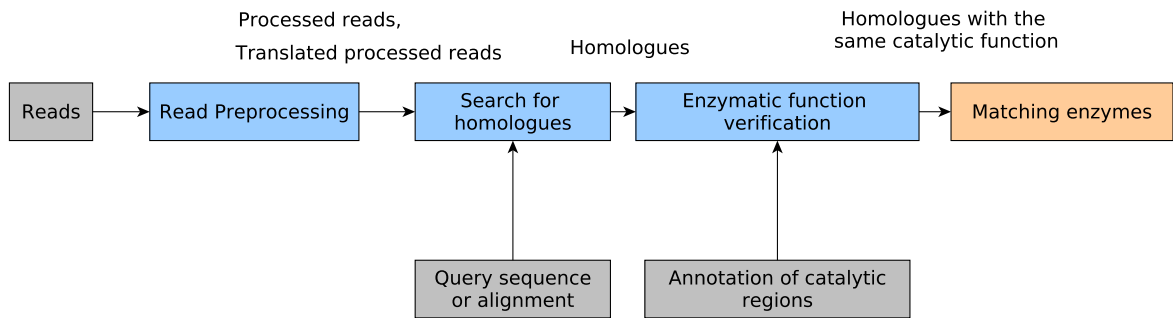 Processed reads,
Translated processed reads
Homologues
Homologues with the
same catalytic function
Reads
Read Preprocessing
Search for
homologues
Enzymatic function
verification
Matching enzymes
Query sequence
or alignment
Annotation of catalytic
regions